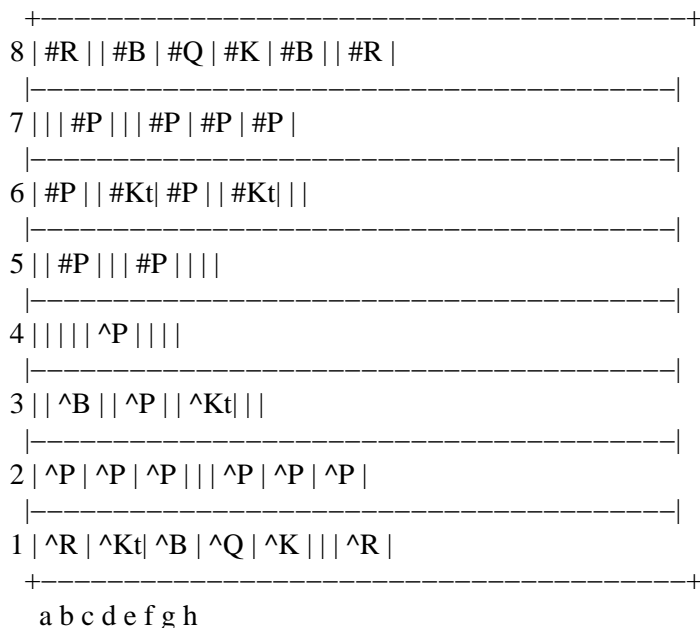 +−−−−−−−−−−−−−−−−−−−−−−−−−−−−−−−−−−−−−−−+
8 | #R | | #B | #Q | #K | #B | | #R |
|−−−−−−−−−−−−−−−−−−−−−−−−−−−−−−−−−−−−−−−|
7 | | | #P | | | #P | #P | #P |
|−−−−−−−−−−−−−−−−−−−−−−−−−−−−−−−−−−−−−−−|
6 | #P | | #Kt| #P | | #Kt| | |
|−−−−−−−−−−−−−−−−−−−−−−−−−−−−−−−−−−−−−−−|
5 | | #P | | | #P | | | |
|−−−−−−−−−−−−−−−−−−−−−−−−−−−−−−−−−−−−−−−|
4 | | | | | ^P | | | |
|−−−−−−−−−−−−−−−−−−−−−−−−−−−−−−−−−−−−−−−|
3 | | ^B | | ^P | | ^Kt| | |
|−−−−−−−−−−−−−−−−−−−−−−−−−−−−−−−−−−−−−−−|
2 | ^P | ^P | ^P | | | ^P | ^P | ^P |
|−−−−−−−−−−−−−−−−−−−−−−−−−−−−−−−−−−−−−−−|
1 | ^R | ^Kt| ^B | ^Q | ^K | | | ^R |
+−−−−−−−−−−−−−−−−−−−−−−−−−−−−−−−−−−−−−−−+
a b c d e f g h